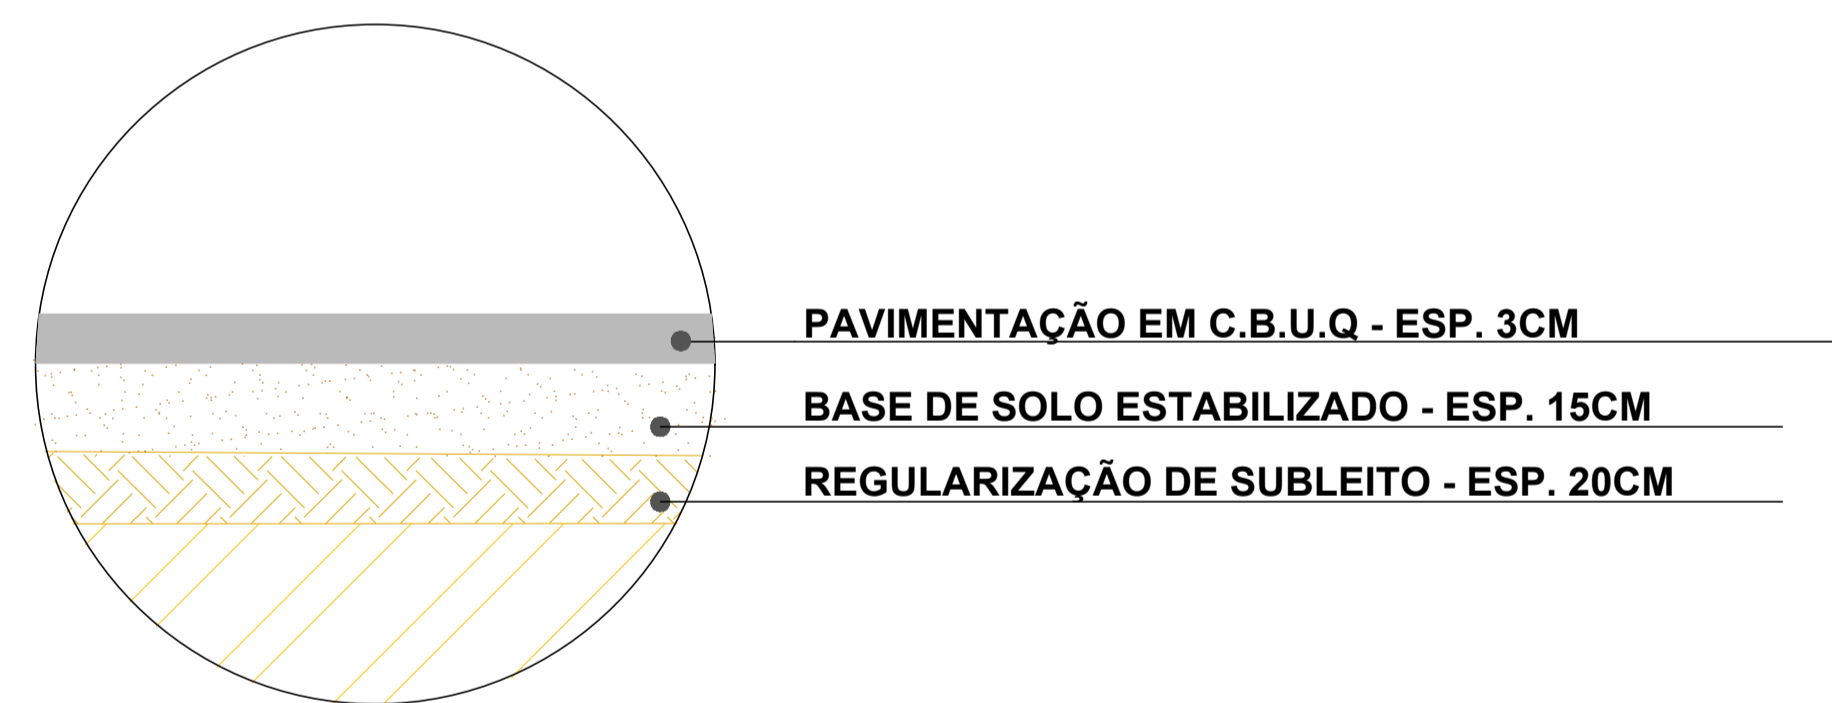 PAVIMENTAÇÃO EM C.B.U.Q - ESP. 3CM
BASE DE SOLO ESTABILIZADO - ESP. 15CM
REGULARIZAÇÃO DE SUBLEITO - ESP. 20CM